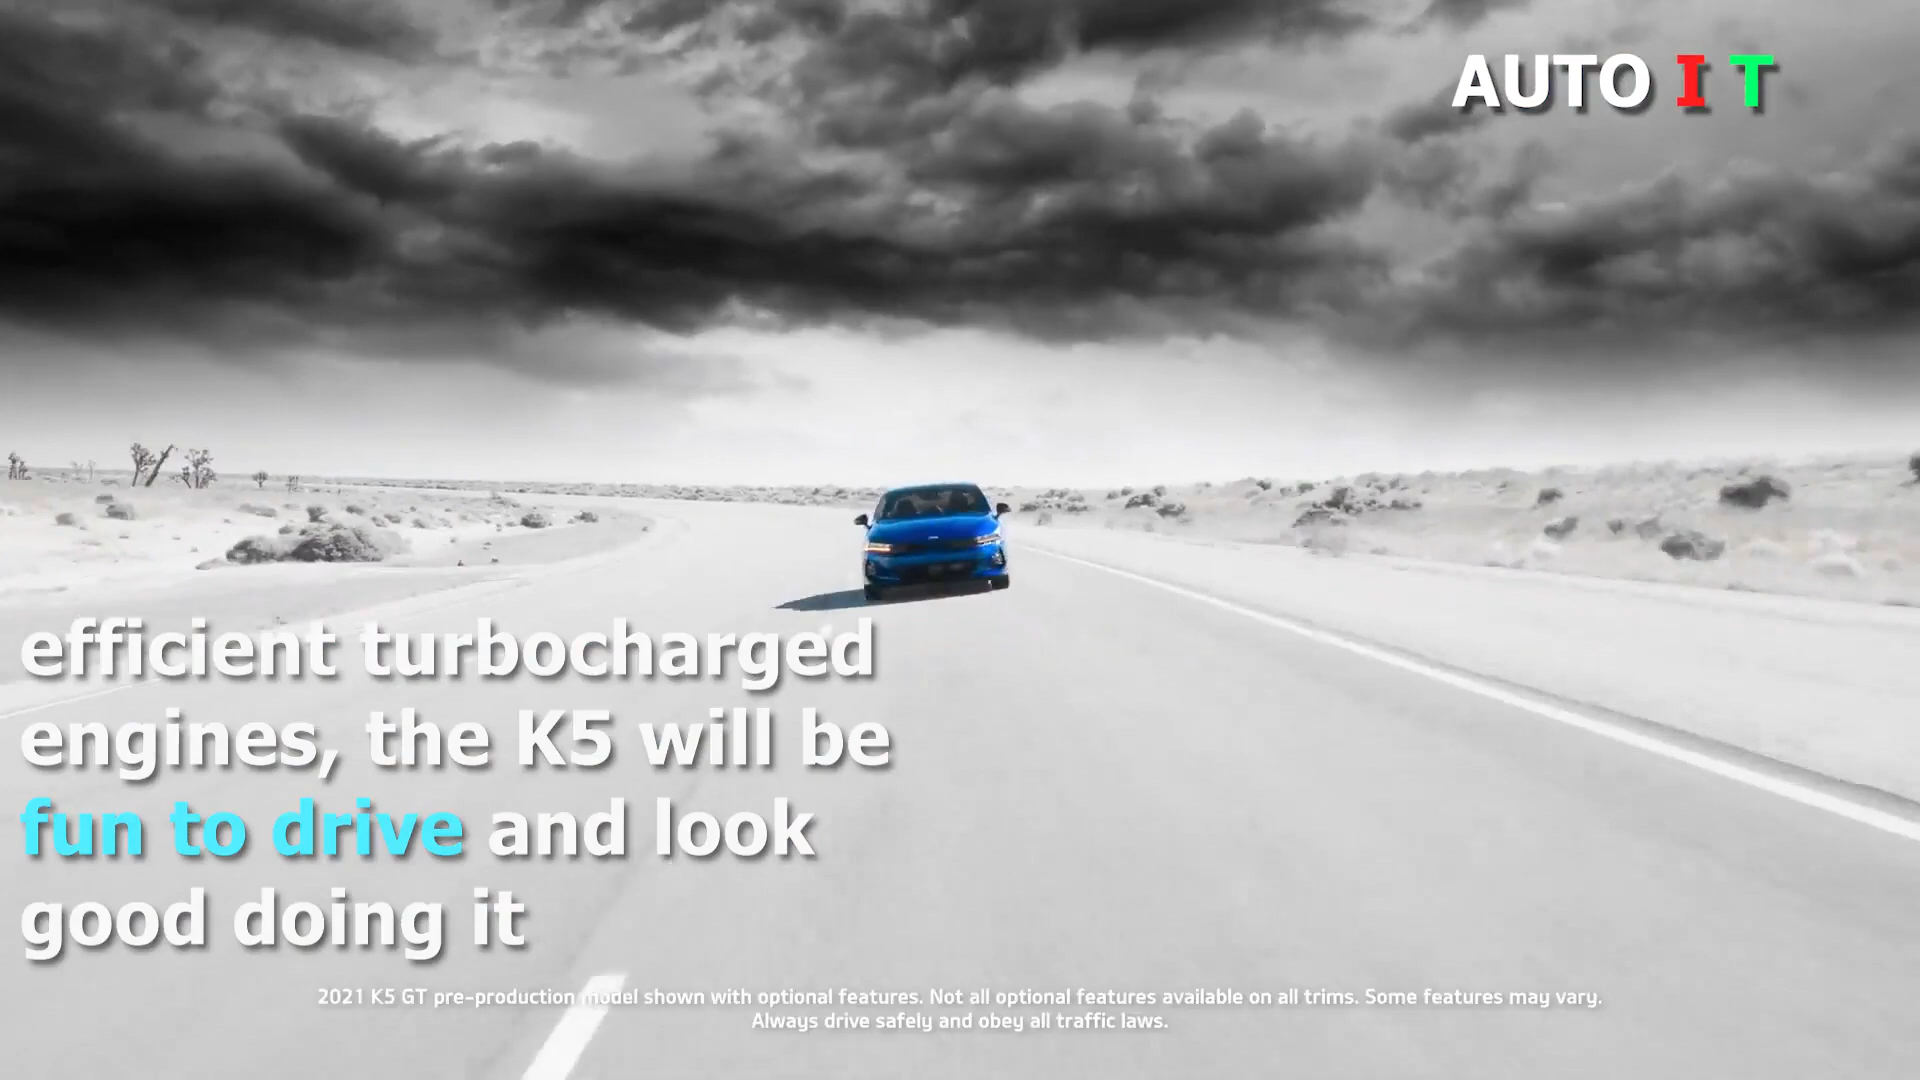 AUTO I T
efficient turbocharged
engines, the K5 will be
fun to drive and look
good doing it
2021 K5 GT pre-production model shown with optional features. Not all optional features available on all trims. Some features may vary.
Always drive safely and obey all traffic laws.